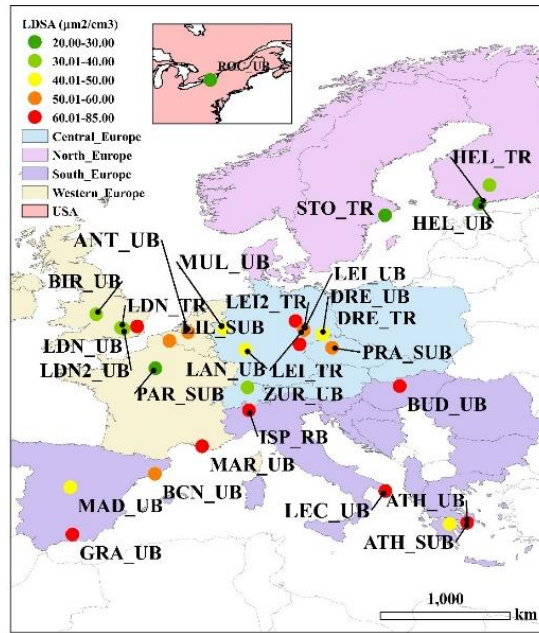 LDSA (µm2/cm3)
20.00-30.00
30.01-40.00
40.01-50.00
50.01-60.00
60.01-85.00
Central_Europe
North_Europe
South_Europe
Western_Europe
USA
ROC_UB
HEL_TR
STO_TR
HEL_UB
ANT_UB
MUL_UB
BIR_UB
LEI_UB
LDN_TR
LEI2_TR
DRE_UB
LIL_SUB
DRE_TR
LDN_UB
PRA_SUB
LDN2_UB
LAN_UB
LEI_TR
PAR_SUB
ZUR_UB
BUD_UB
ISP_RB
MAR_UB
MAD_UB
BCN_UB
LEC_UB
ATH_UB
GRA_UB
ATH_SUB
1,000
km